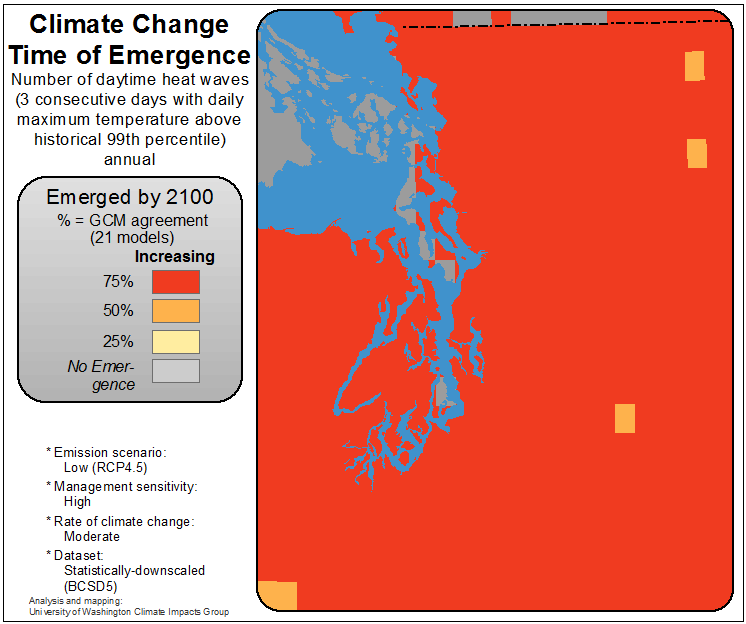 Climate Change
Time of Emergence
Number of daytime heat waves
(3 consecutive days with daily
maximum temperature above
historical 99th percentile)
annual
Emerged by 2100
% = GCM agreement
(21 models)
Increasing
75%
50%
25%
No Emer-
gence
* Emission scenario:
Low (RCP4.5)
* Management sensitivity:
High
* Rate of climate change:
Moderate
* Dataset:
Statistically-downscaled
(BCSD5)
Analysis and mapping:
University of Washington Climate Impacts Group